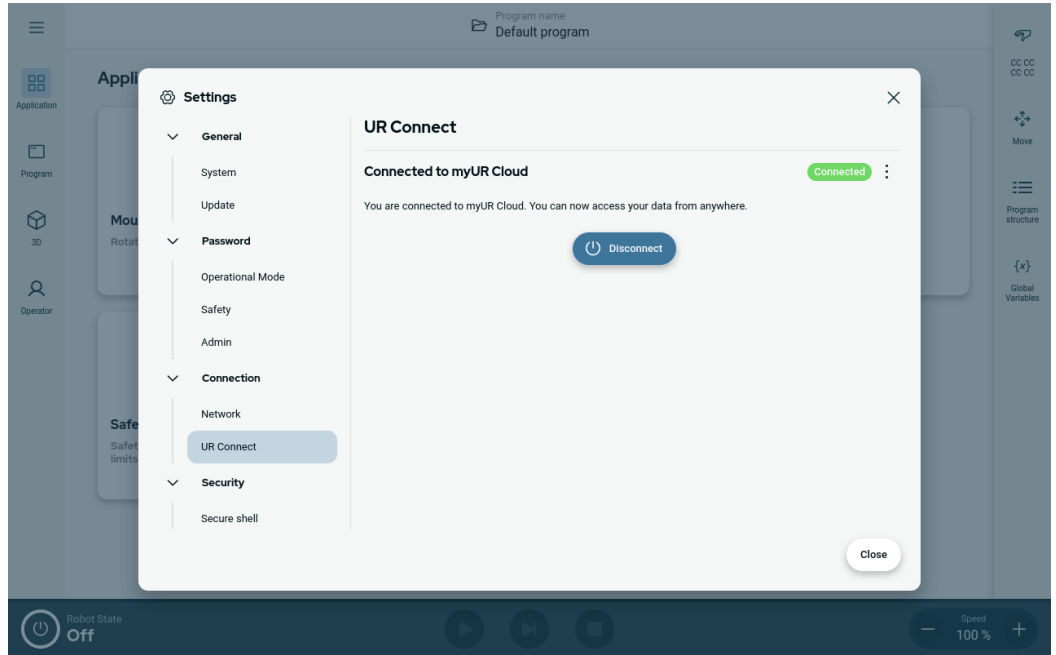 Program name
Default program
Application
Program
3D
Operator
Appli
Mou
Rotat
Safe
Safet
limits
Settings
General
System
Update
Password
Operational Mode
Safety
Admin
Connection
Network
UR Connect
Security
Secure shell
UR Connect
Connected to myUR Cloud
Connected
You are connected to myUR Cloud. You can now access your data from anywhere.
Disconnect
Close
CC CC
CC CC
Move
Program
structure
{x}
Global
Variables
Robot State
Off
Speed
100 %